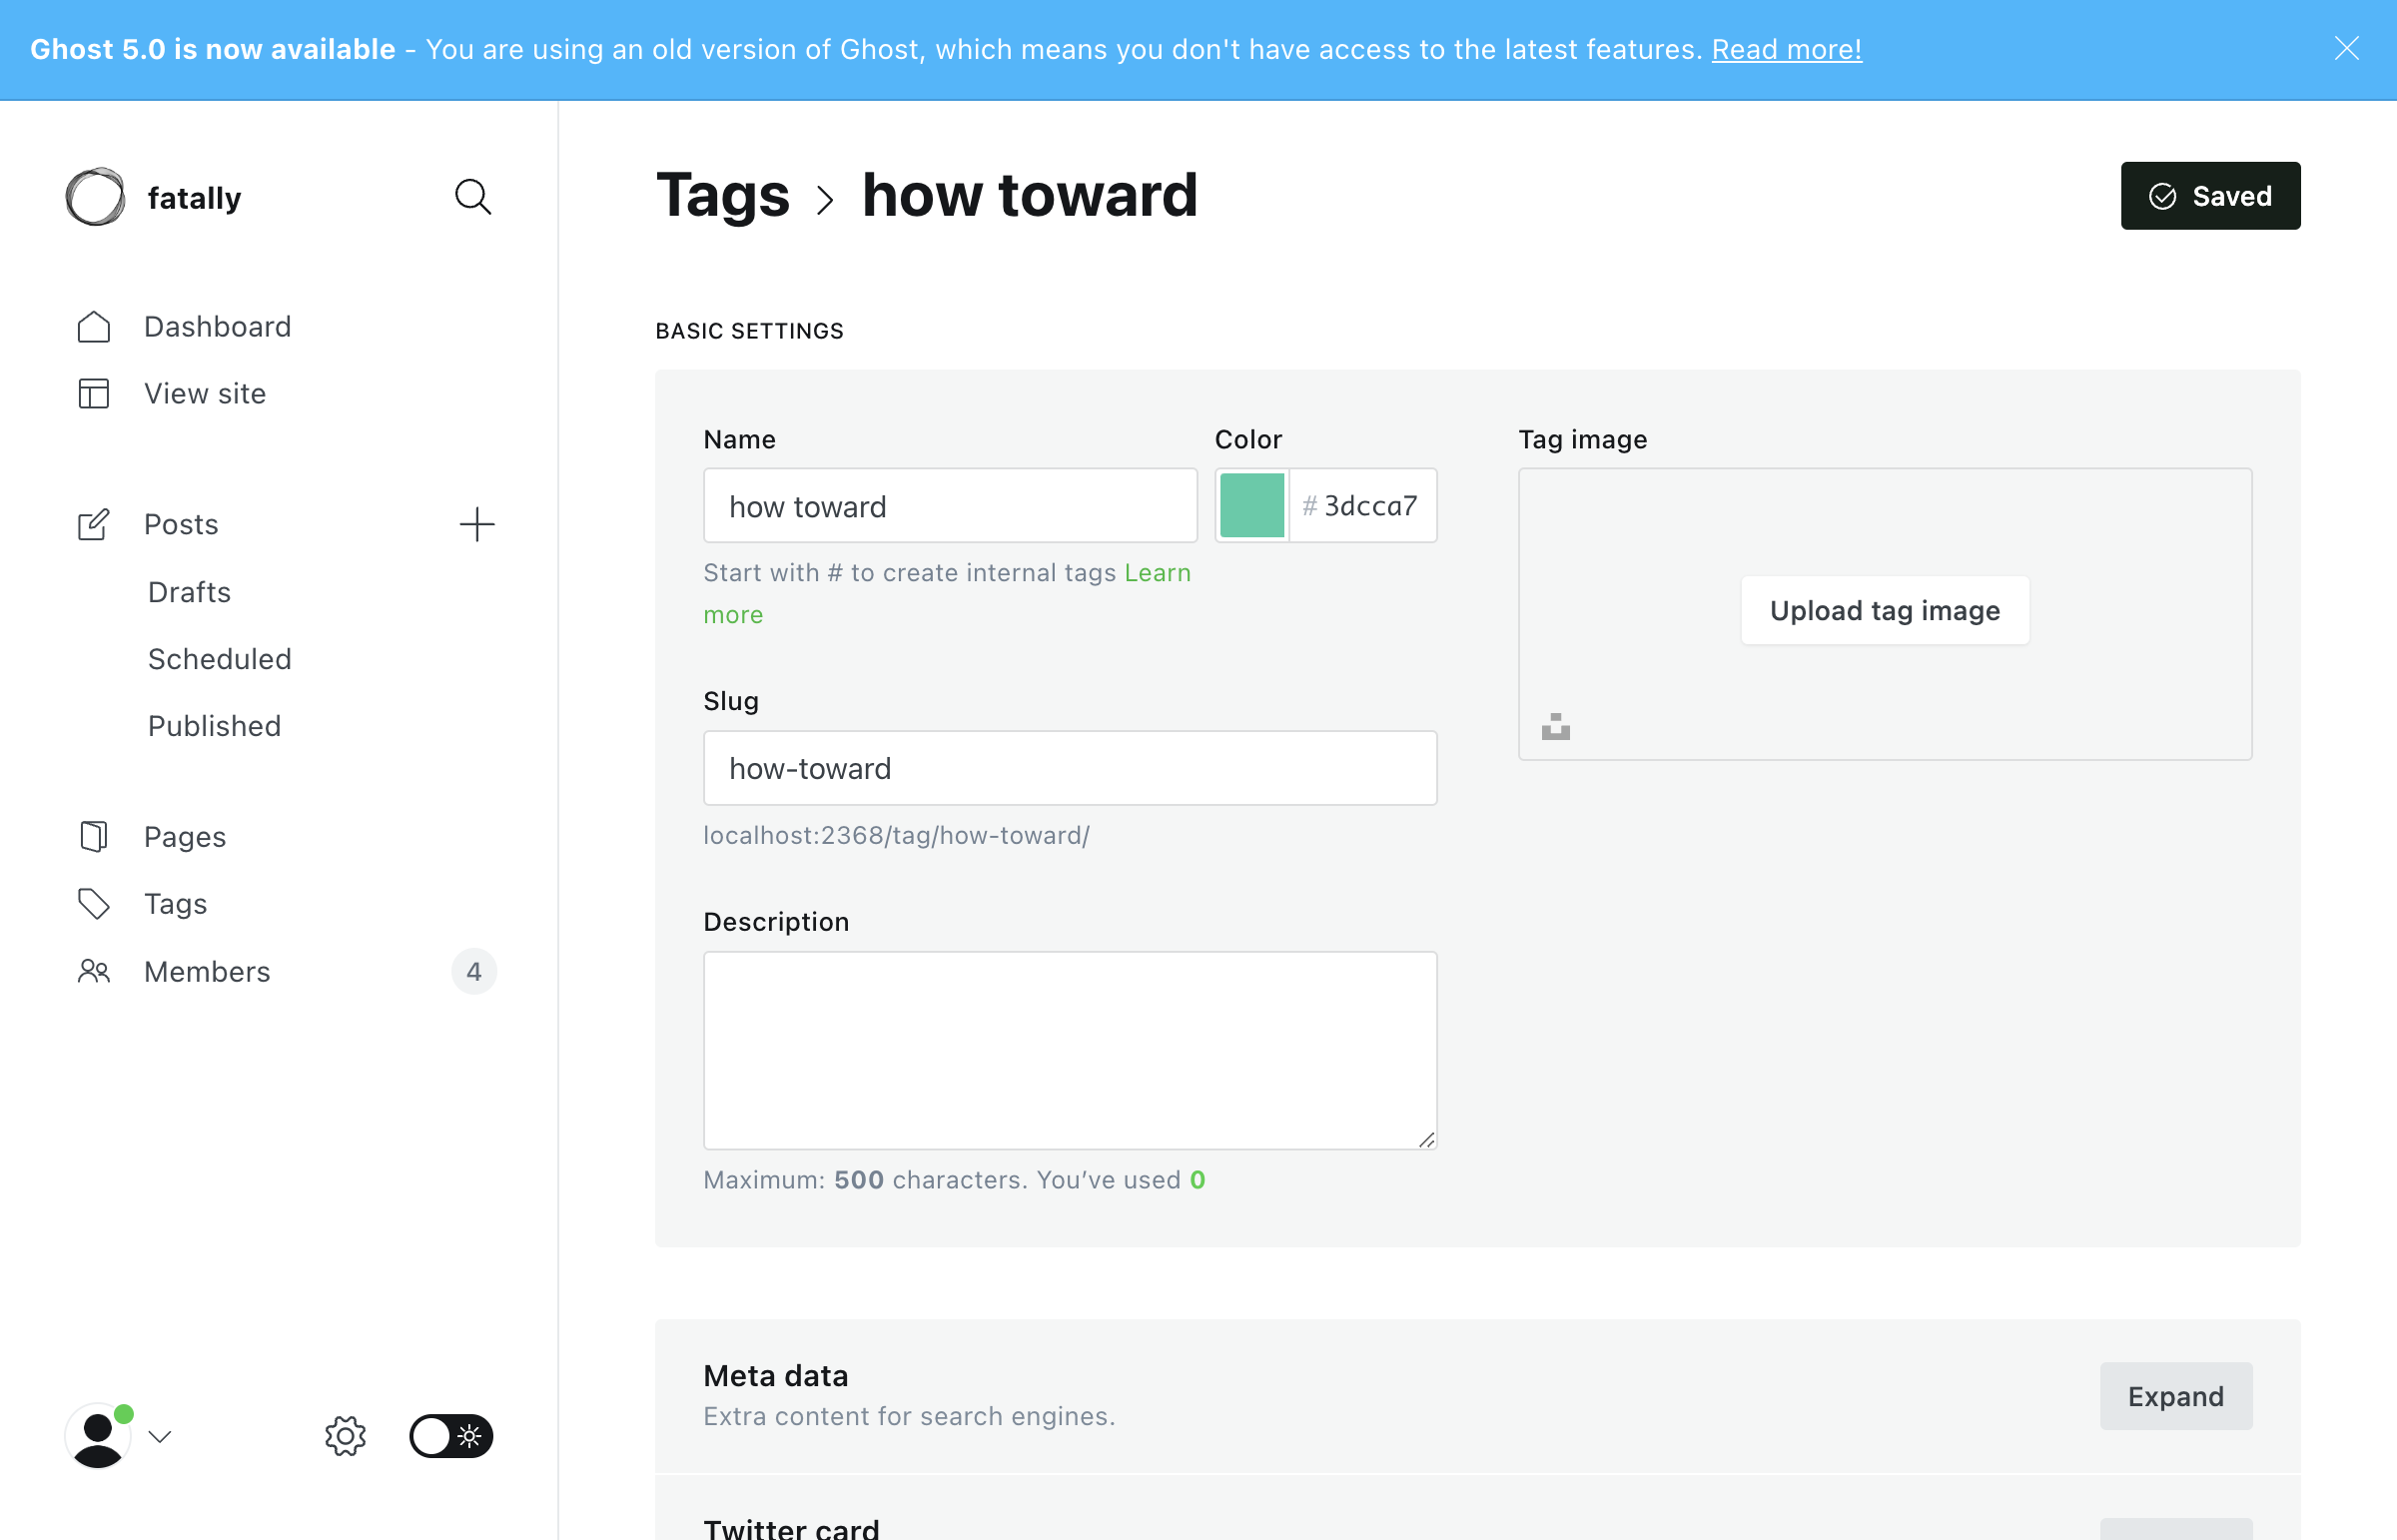 Ghost 5.0 is now available - You are using an old version of Ghost, which means you don't have access to the latest features. Read more!
fatally
Dashboard
View site
Posts
Drafts
Scheduled
Published
Pages
Tags
Members 4
Tags > how toward
Saved
BASIC SETTINGS
Name
how toward
Start with # to create internal tags Learn
more
Color
#3dcca7
Slug
how-toward
localhost:2368/tag/how-toward/
Description
Maximum: 500 characters. You’ve used 0
Tag image
Upload tag image
Meta data
Extra content for search engines.
Expand
Twitter card